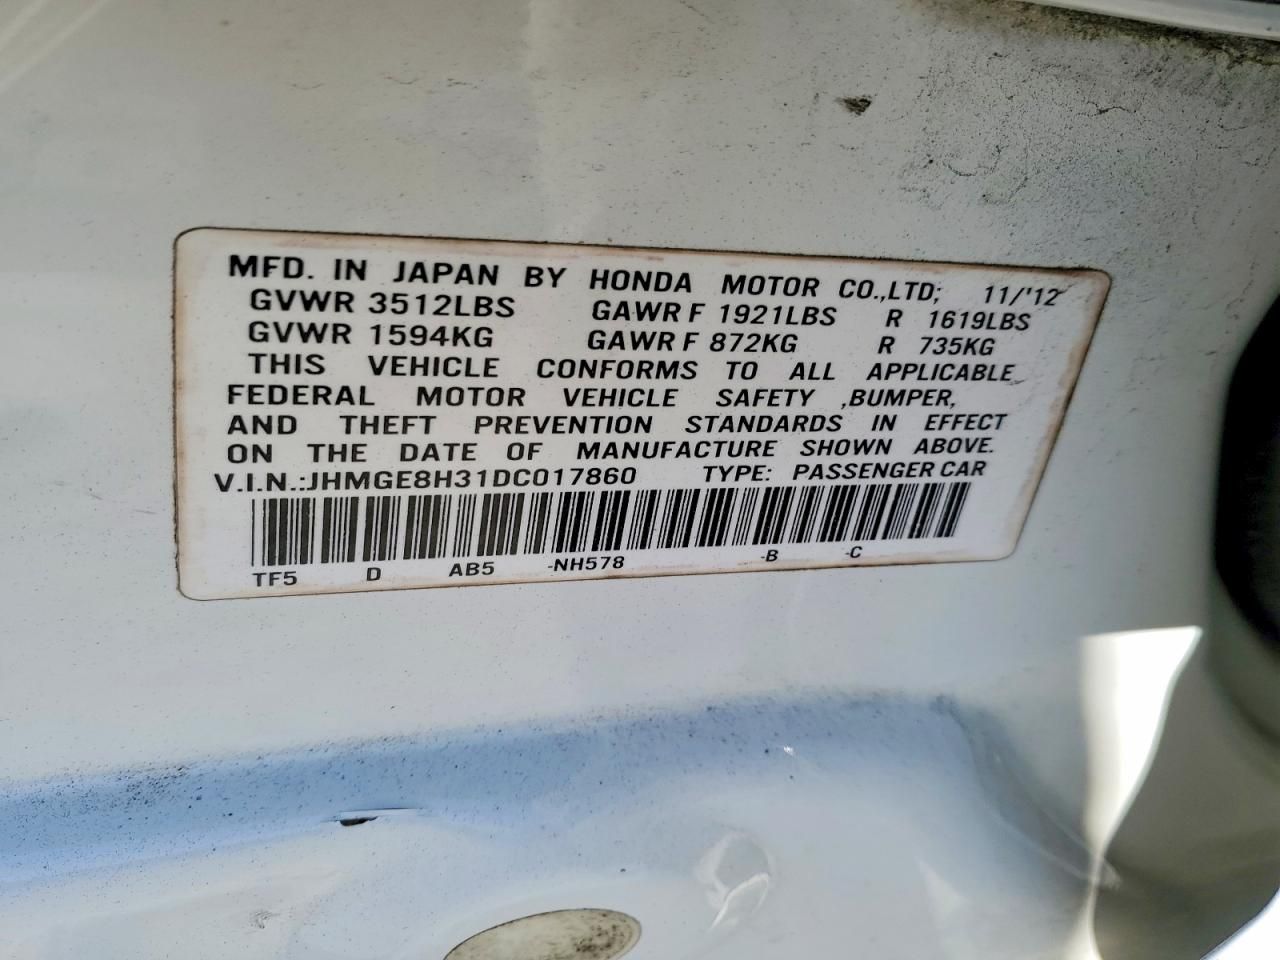 MFD. IN JAPAN BY HONDA MOTOR CO.,LTD; 11/'12
GVWR 3512LBS GAWR F 1921LBS R 1619LBS
GVWR 1594KG GAWR F 872KG R 735KG
THIS VEHICLE CONFORMS TO ALL APPLICABLE
FEDERAL MOTOR VEHICLE SAFETY ,BUMPER,
AND THEFT PREVENTION STANDARDS IN EFFECT
ON THE DATE OF MANUFACTURE SHOWN ABOVE.
V.I.N.:JHMGE8H31DC017860 TYPE: PASSENGER CAR
TF5 D AB5 -NH578 -B -C